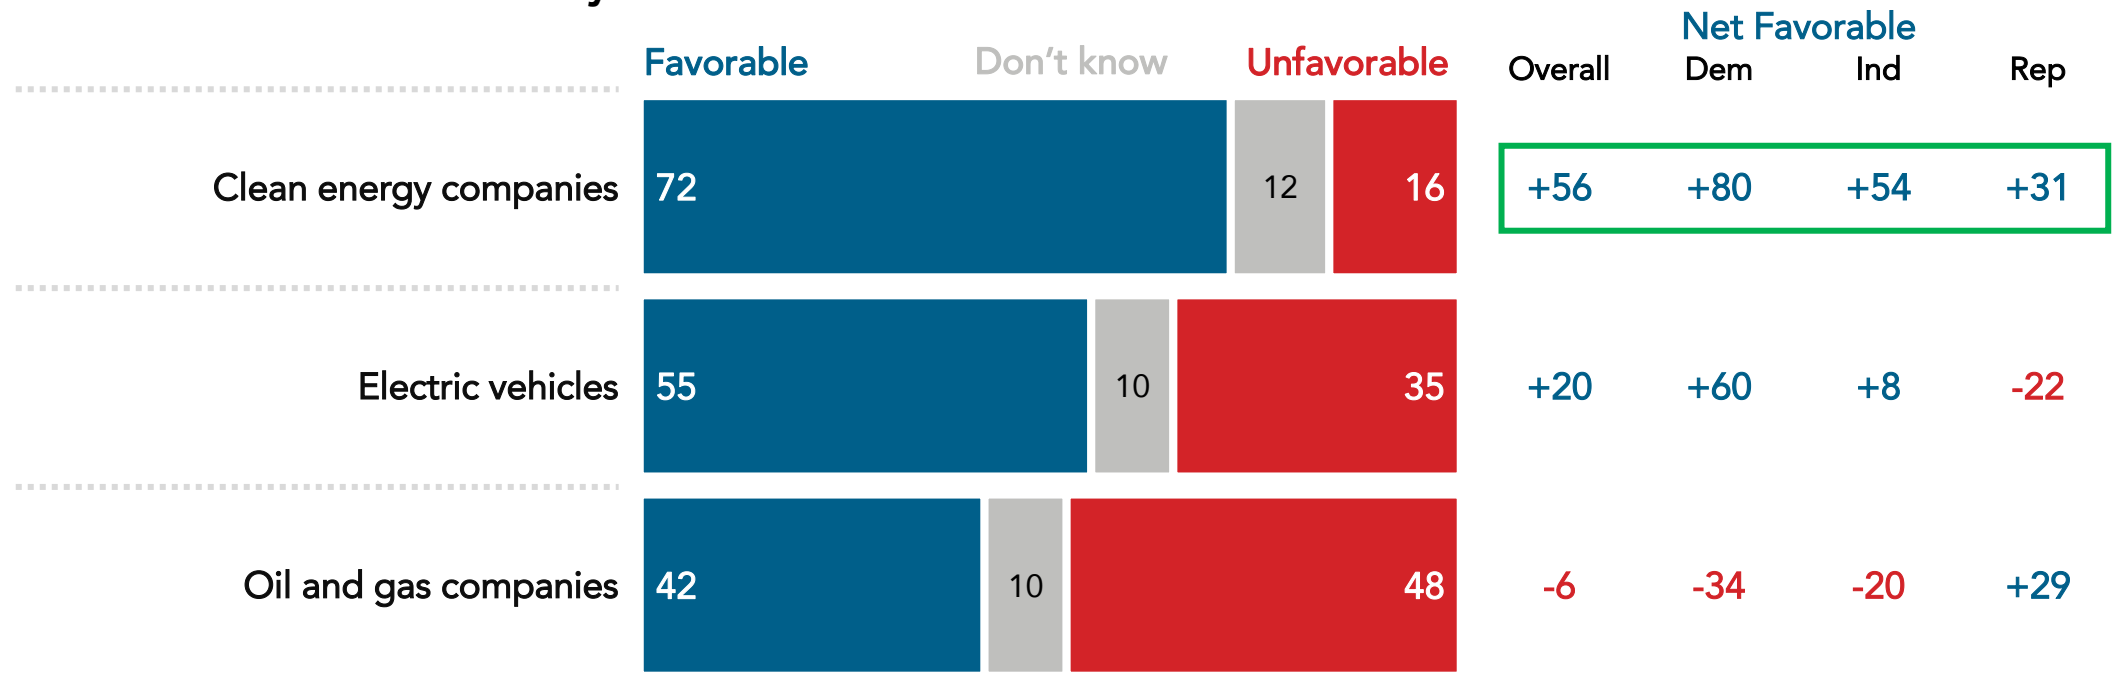 Net Favorable
Favorable Don't know Unfavorable Overall Dem Ind Rep
Clean energy companies 72 12 16 +56 +80 +54 +31
Electric vehicles 55 10 35 +20 +60 +8 -22
Oil and gas companies 42 10 48 -6 -34 -20 +29